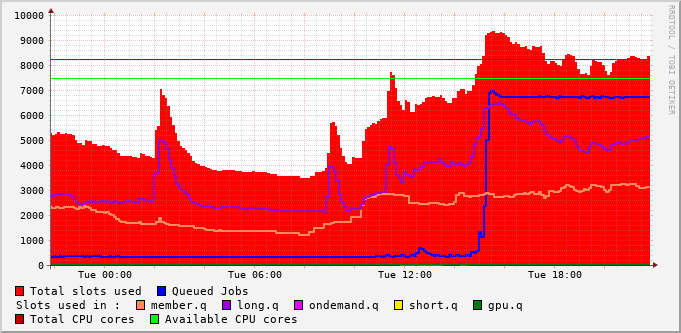 10000
9000
8000
7000
6000
5000
4000
3000
2000
1000
0
Tue 00:00 Tue 06:00 Tue 12:00 Tue 18:00
RRDTOOL / TOBI OETIKER
Total slots used Queued Jobs
Slots used in : member.q long.q ondemand.q short.q gpu.q
Total CPU cores Available CPU cores